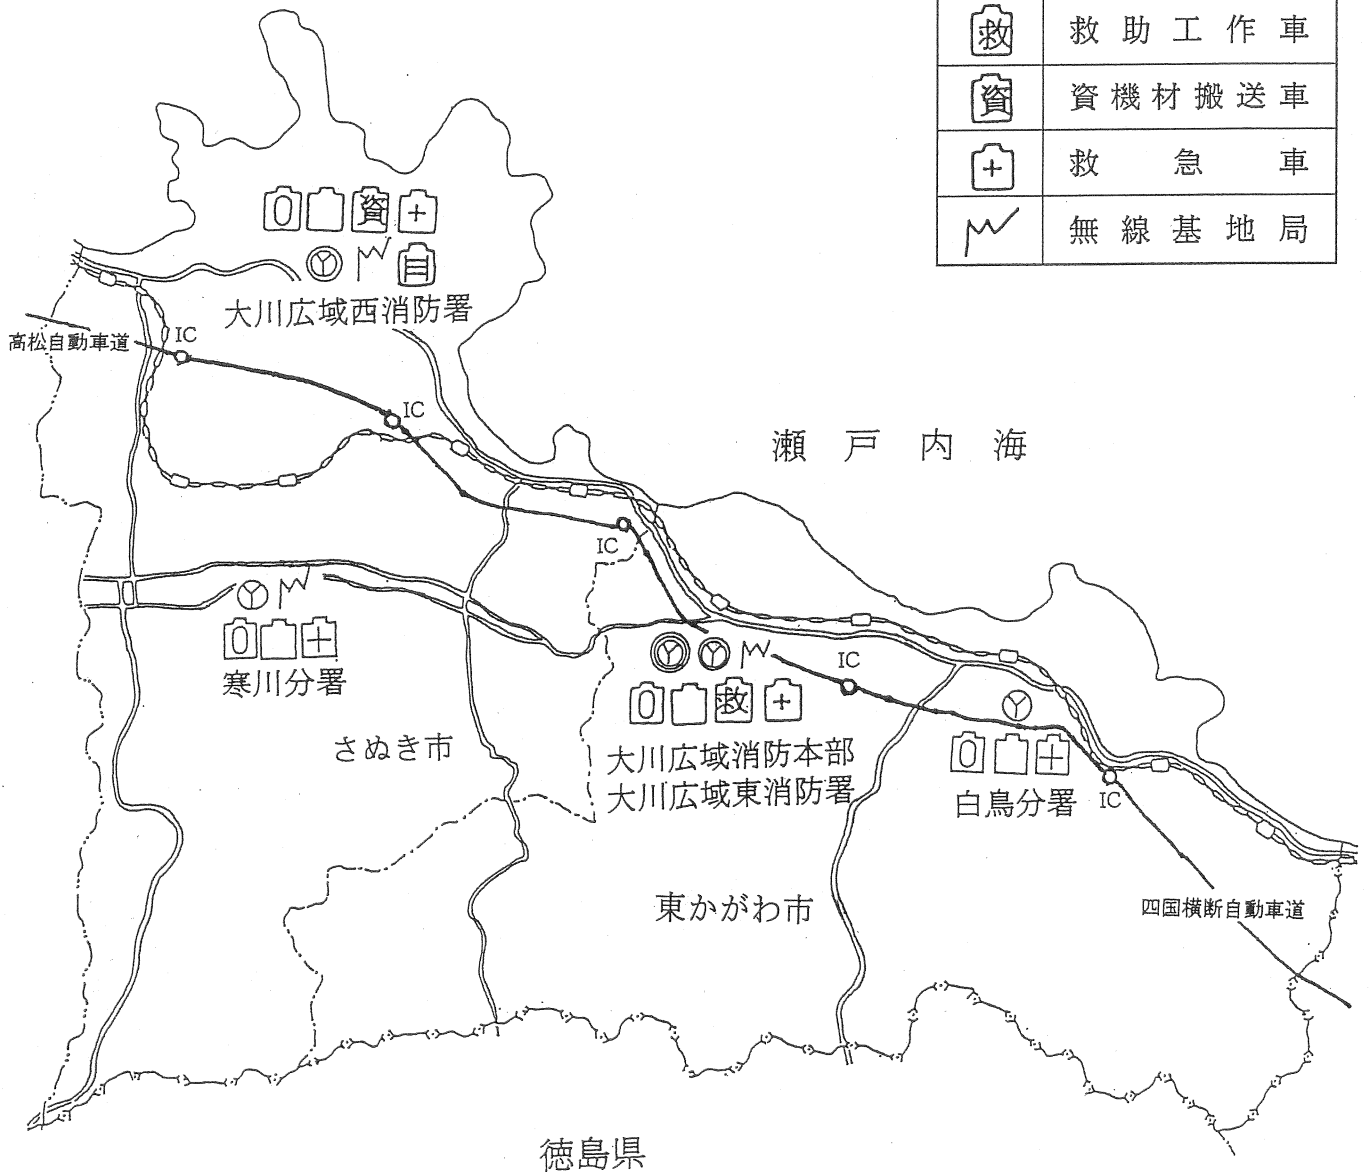 救 救助工作車
資 資機材搬送車
救急車
無線基地局
資
大川広域西消防署
高松自動車道
IC
IC
瀬戸内海
IC
寒川分署
IC
救
さぬき市
大川広域消防本部
大川広域東消防署
白鳥分署
IC
東かがわ市
四国横断自動車道
徳島県